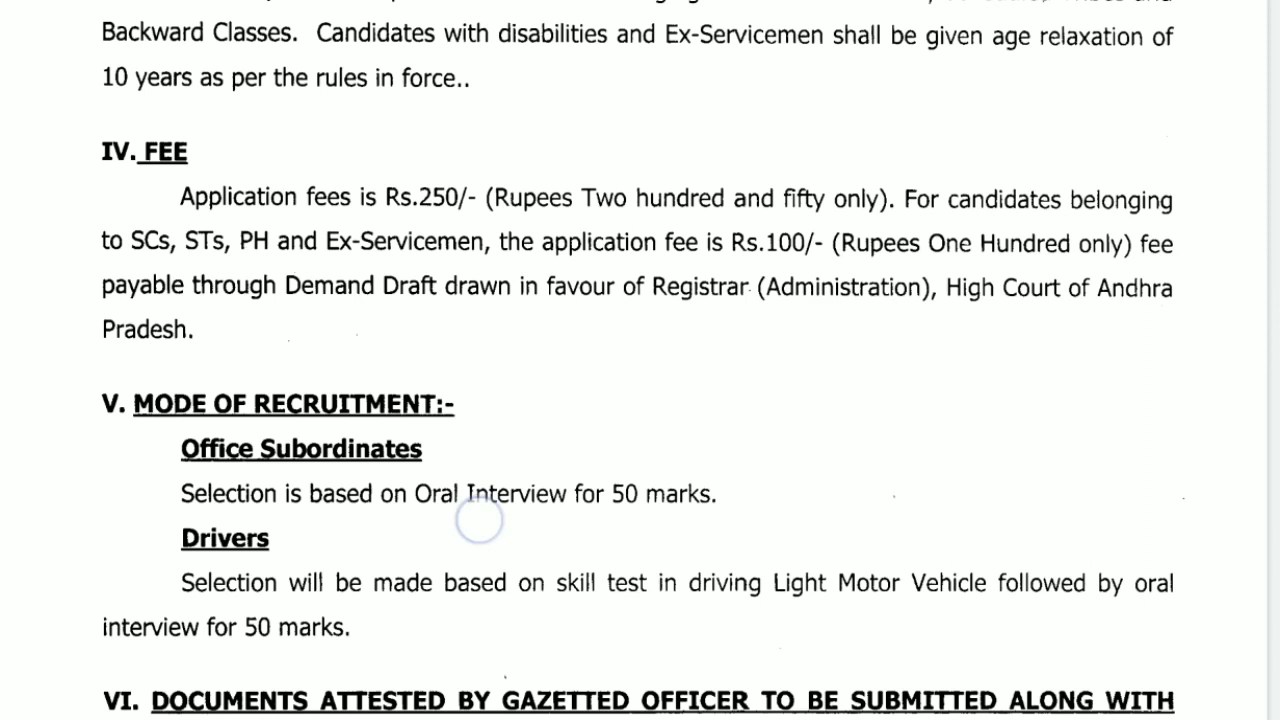 Backward Classes. Candidates with disabilities and Ex-Servicemen shall be given age relaxation of
10 years as per the rules in force..
IV. FEE
Application fees is Rs.250/- (Rupees Two hundred and fifty only). For candidates belonging
to SCs, STs, PH and Ex-Servicemen, the application fee is Rs.100/- (Rupees One Hundred only) fee
payable through Demand Draft drawn in favour of Registrar (Administration), High Court of Andhra
Pradesh.
V. MODE OF RECRUITMENT:-
Office Subordinates
Selection is based on Oral Interview for 50 marks.
Drivers
Selection will be made based on skill test in driving Light Motor Vehicle followed by oral
interview for 50 marks.
VI. DOCUMENTS ATTESTED BY GAZETTED OFFICER TO BE SUBMITTED ALONG WITH